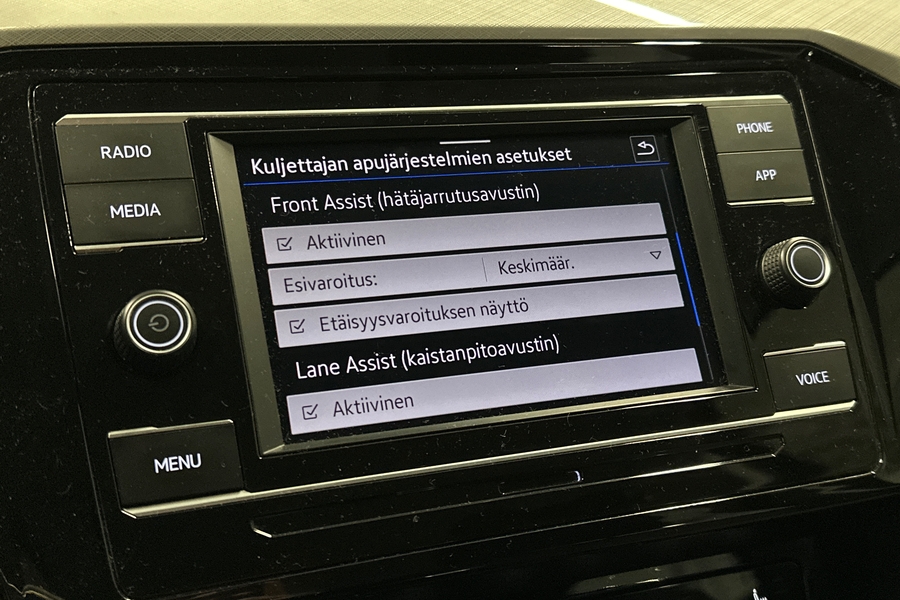 RADIO
MEDIA
MENU
Kuljettajan apujärjestelmien asetukset
Front Assist (hätäjarrutusavustin)
Aktiivinen
Esivaroitus: Keskimäär.
Etäisyysvaroituksen näyttö
Lane Assist (kaistanpitoavustin)
Aktiivinen
PHONE
APP
VOICE